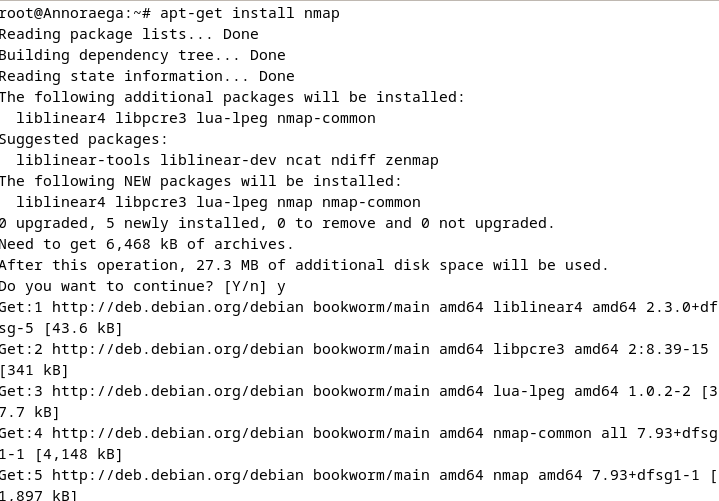 root@Annoraega:~# apt-get install nmap
Reading package lists... Done
Building dependency tree... Done
Reading state information... Done
The following additional packages will be installed:
  liblinear4 libpcre3 lua-lpeg nmap-common
Suggested packages:
  liblinear-tools liblinear-dev ncat ndiff zenmap
The following NEW packages will be installed:
  liblinear4 libpcre3 lua-lpeg nmap nmap-common
0 upgraded, 5 newly installed, 0 to remove and 0 not upgraded.
Need to get 6,468 kB of archives.
After this operation, 27.3 MB of additional disk space will be used.
Do you want to continue? [Y/n] y
Get:1 http://deb.debian.org/debian bookworm/main amd64 liblinear4 amd64 2.3.0+df
sg-5 [43.6 kB]
Get:2 http://deb.debian.org/debian bookworm/main amd64 libpcre3 amd64 2:8.39-15
[341 kB]
Get:3 http://deb.debian.org/debian bookworm/main amd64 lua-lpeg amd64 1.0.2-2 [3
7.7 kB]
Get:4 http://deb.debian.org/debian bookworm/main amd64 nmap-common all 7.93+dfsg
1-1 [4,148 kB]
Get:5 http://deb.debian.org/debian bookworm/main amd64 nmap amd64 7.93+dfsg1-1 [
1,897 kB]